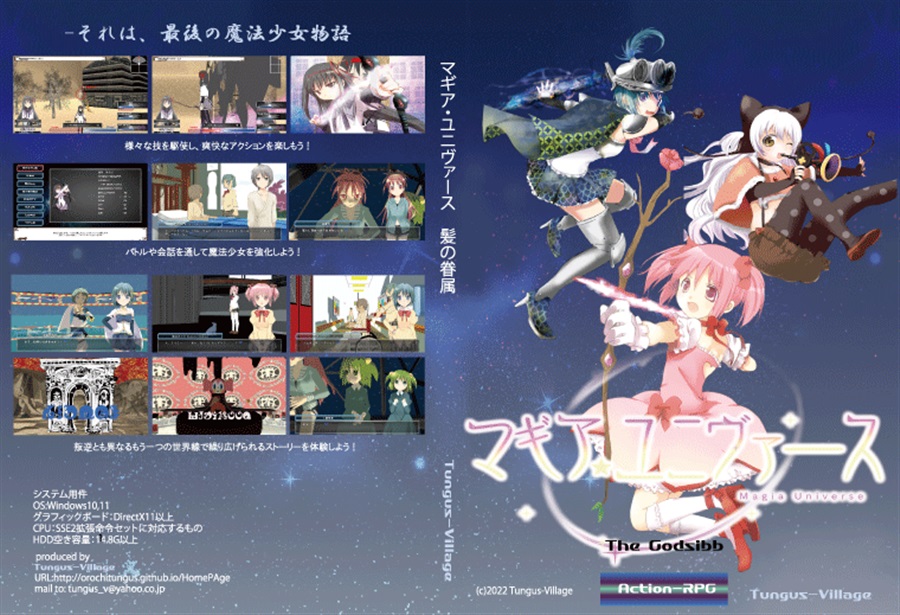 -それは、最後の魔法少女物語
様々な技を駆使し、爽快なアクションを楽しもう！
バトルや会話を通して魔法少女を強化しよう！
叛逆とも異なるもう一つの世界線で繰り広げられるストーリーを体験しよう！
システム用件
OS:Windows10,11
グラフィックボード：DirectX11以上
CPU：SSE2拡張命令セットに対応するもの
HDD空き容量：14.8G以上
produced by
Tungus-Village
URL:http://orochitungus.github.io/HomePAge
mail to: tungus_v@yahoo.co.jp
マギア・ユニヴァース 髪の眷属
Tungus-Village
マギア☆ユニヴァース
Magia Universe
The Godsibb
Action-RPG
(c)2022 Tungus-Village
Tungus-Village